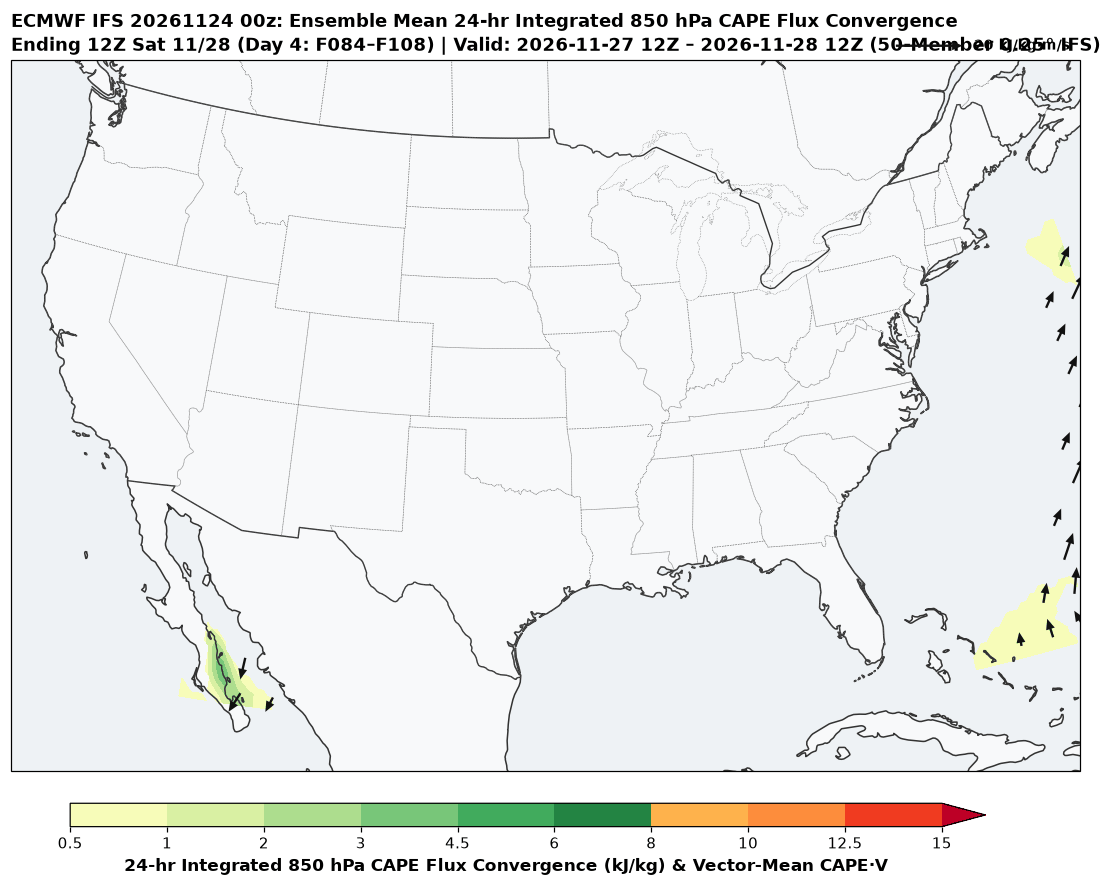 ECMWF IFS 20261124 00z: Ensemble Mean 24-hr Integrated 850 hPa CAPE Flux Convergence
Ending 12Z Sat 11/28 (Day 4: F084–F108) | Valid: 2026-11-27 12Z – 2026-11-28 12Z (50-Member 0.25° IFS)
0.5 1 2 3 4.5 6 8 10 12.5 15
24-hr Integrated 850 hPa CAPE Flux Convergence (kJ/kg) & Vector-Mean CAPE·V